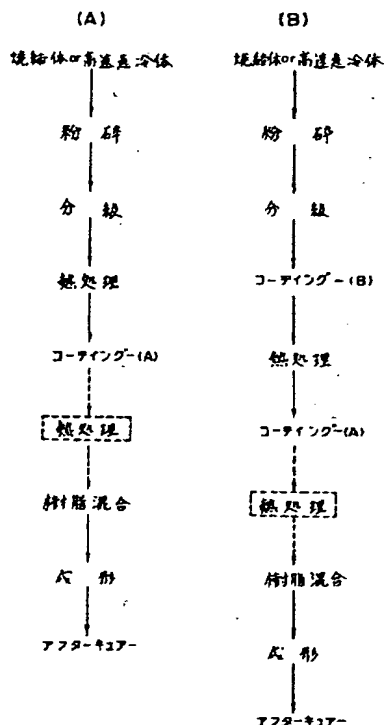 (A)
焼結体or高速急冷体
粉砕
分級
熱処理
コーティングー(A)
熱処理
樹脂混合
成形
アフターキュアー
(B)
焼結体or高速急冷体
粉砕
分級
コーティングー(B)
熱処理
コーティングー(A)
熱処理
樹脂混合
成形
アフターキュアー